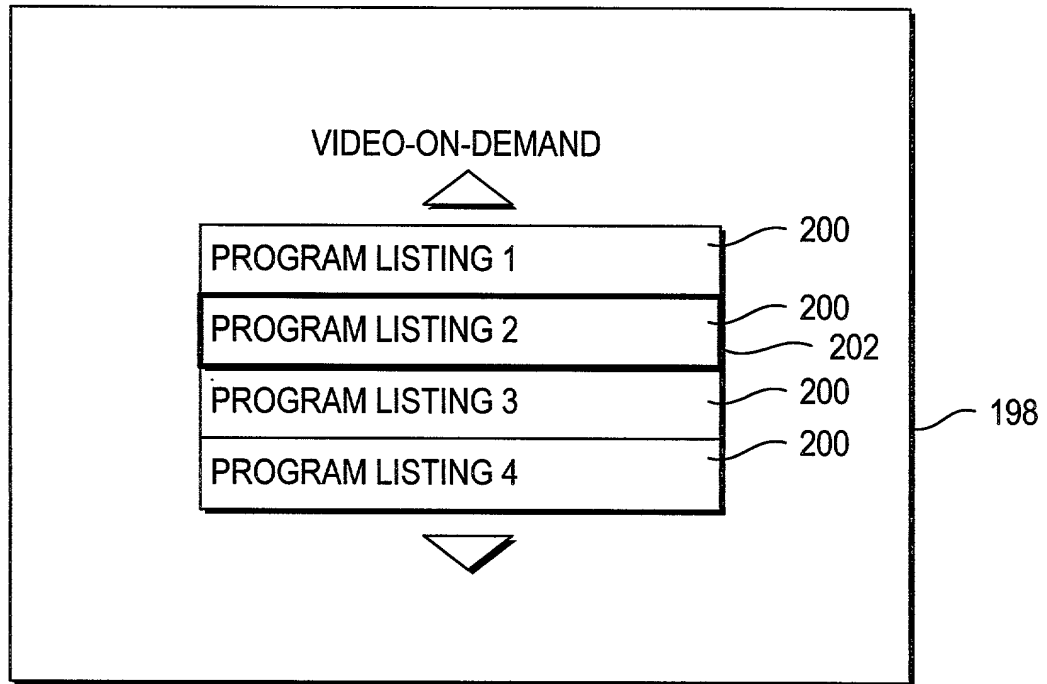 VIDEO-ON-DEMAND
PROGRAM LISTING 1
200
PROGRAM LISTING 2
200
202
PROGRAM LISTING 3
200
198
PROGRAM LISTING 4
200